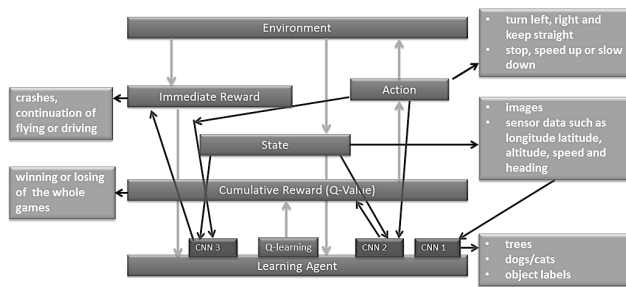 Environment
• turn left, right and
keep straight
• stop, speed up or slow
down
crashes,
continuation of
flying or driving
Immediate Reward
Action
• images
• sensor data such as
longitude latitude,
altitude, speed and
heading
State
winning or losing
of the whole
games
Cumulative Reward (Q-Value)
CNN 3
Q-learning
CNN 2
CNN 1
• trees
• dogs/cats
• object labels
Learning Agent